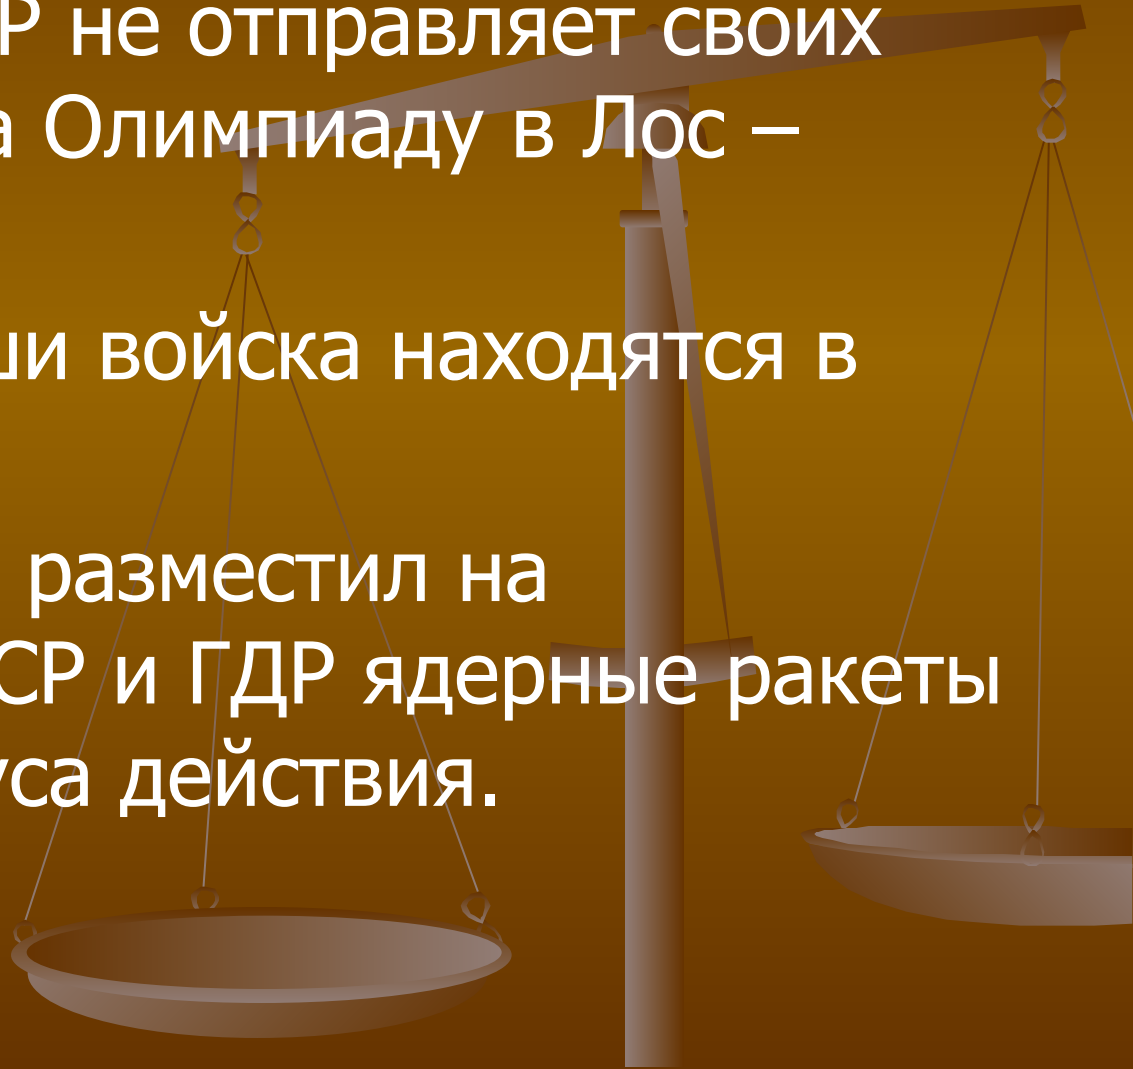 Р не отправляет своих
а Олимпиаду в Лос –
ши войска находятся в
разместил на
СР и ГДР ядерные ракеты
уса действия.